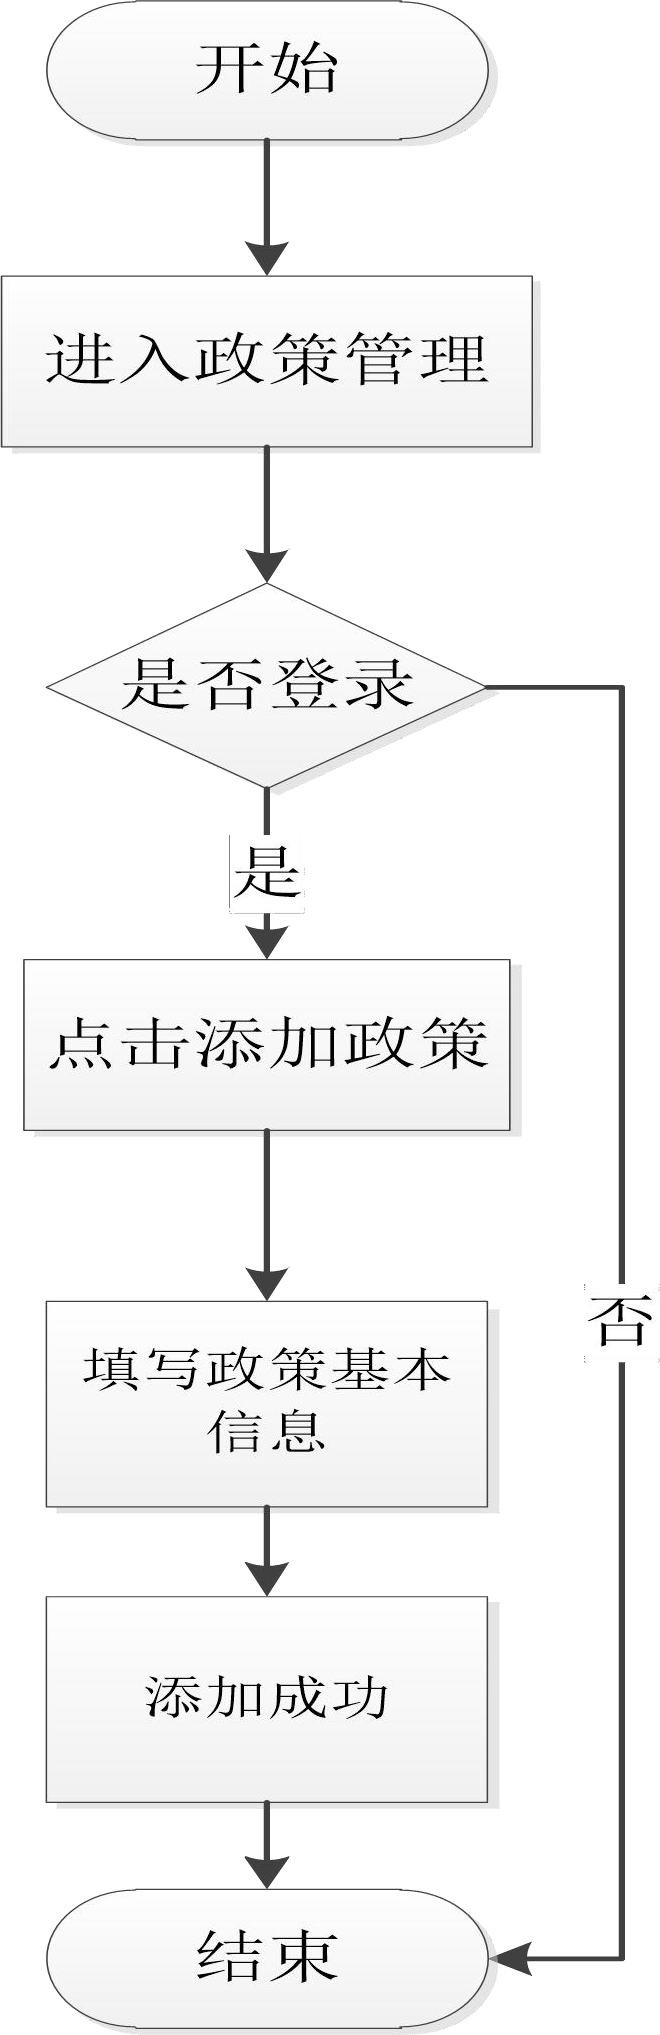 开始
进入政策管理
是否登录
是
点击添加政策
否
填写政策基本
信息
添加成功
结束